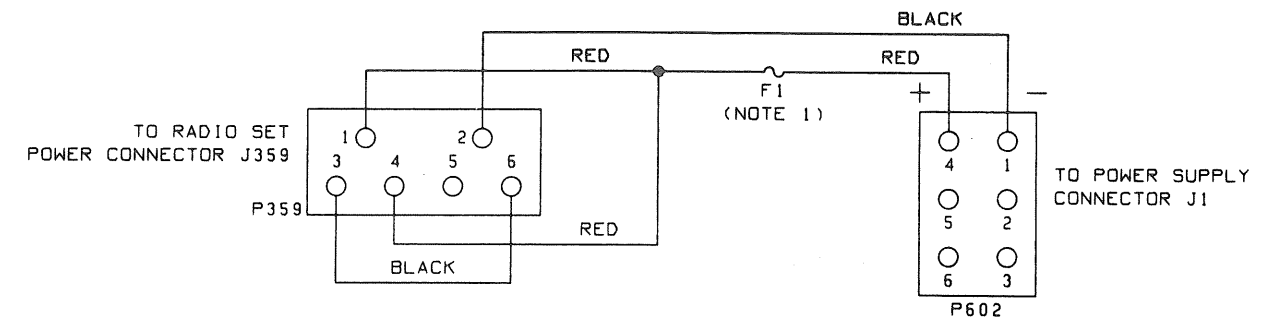 BLACK
RED
RED
F1
(NOTE 1)
+
−
TO RADIO SET
POWER CONNECTOR J359
1
2
3
4
5
6
P359
RED
BLACK
4
1
5
2
6
3
TO POWER SUPPLY
CONNECTOR J1
P602